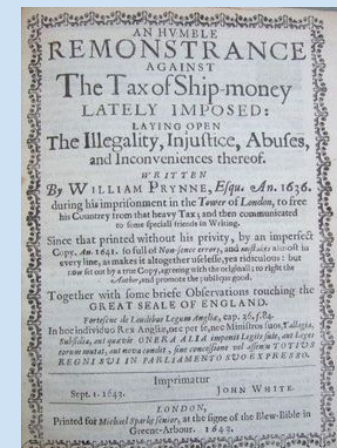 AN HVMBLE
REMONSTRANCE
AGAINST
The Tax of Ship-money
LATELY IMPOSED:
LAYING OPEN
The Illegality, Injustice, Abuses,
and Inconveniences thereof.
WRITTEN
By WILLIAM PRYNNE, Esqu. An. 1636.
during his imprisonment in the Tower of London, to free
his Countrey from that heavy Tax; and then communicated
to some speciall friends in Writing.
Since that printed without his privity, by an imperfect
Copy, An. 1641. so full of Non-sence errors, and mistakes almost in
every line, as makes it altogether uselesse, yea ridiculous: but
now set out by a true Copy, agreeing with the originall; to right the
Author, and promote the publique good.
Together with some briefe Observations touching the
GREAT SEALE OF ENGLAND.
Fortescue de Laudibus Legum Angliæ, cap. 36. f. 84.
In hoc individuo Rex Angliæ, nec per se, nec Ministros suos, Tallagia,
Subsidia, aut quævis ONERA ALIA imponit Legiis suis, aut Leges
eorum mutat, aut nova condit, sine concessione vel assensu TOTIUS
REGNI SUI IN PARLIAMENTO SUO EXPRESSO.
Imprimatur
Sept. 1. 1643. JOHN WHITE.
LONDON,
Printed for Michael Sparke senior, at the signe of the Blew-Bible in
Greene-Arbour. 1643.